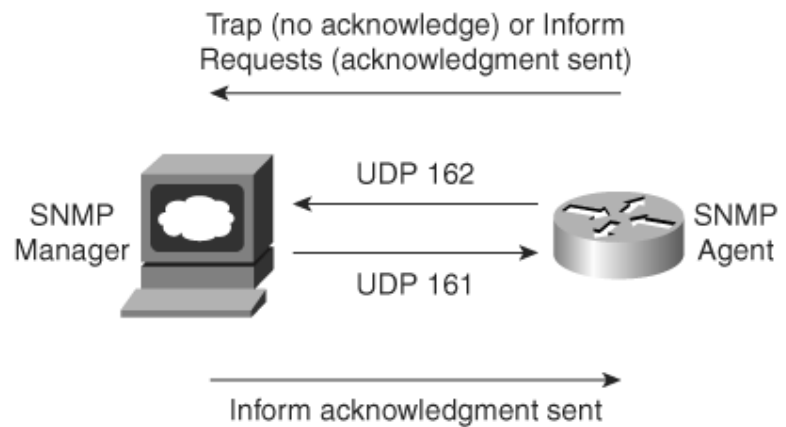 Trap (no acknowledge) or Inform
Requests (acknowledgment sent)
UDP 162
SNMP
Manager
SNMP
Agent
UDP 161
Inform acknowledgment sent